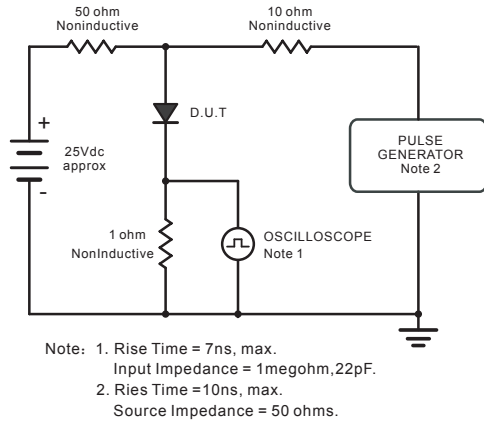 50 ohm
Noninductive
10 ohm
Noninductive
D.U.T
+
25Vdc
approx
-
PULSE
GENERATOR
Note 2
1 ohm
NonInductive
OSCILLOSCOPE
Note 1
Note: 1. Rise Time = 7ns, max.
Input Impedance = 1megohm,22pF.
2. Ries Time =10ns, max.
Source Impedance = 50 ohms.